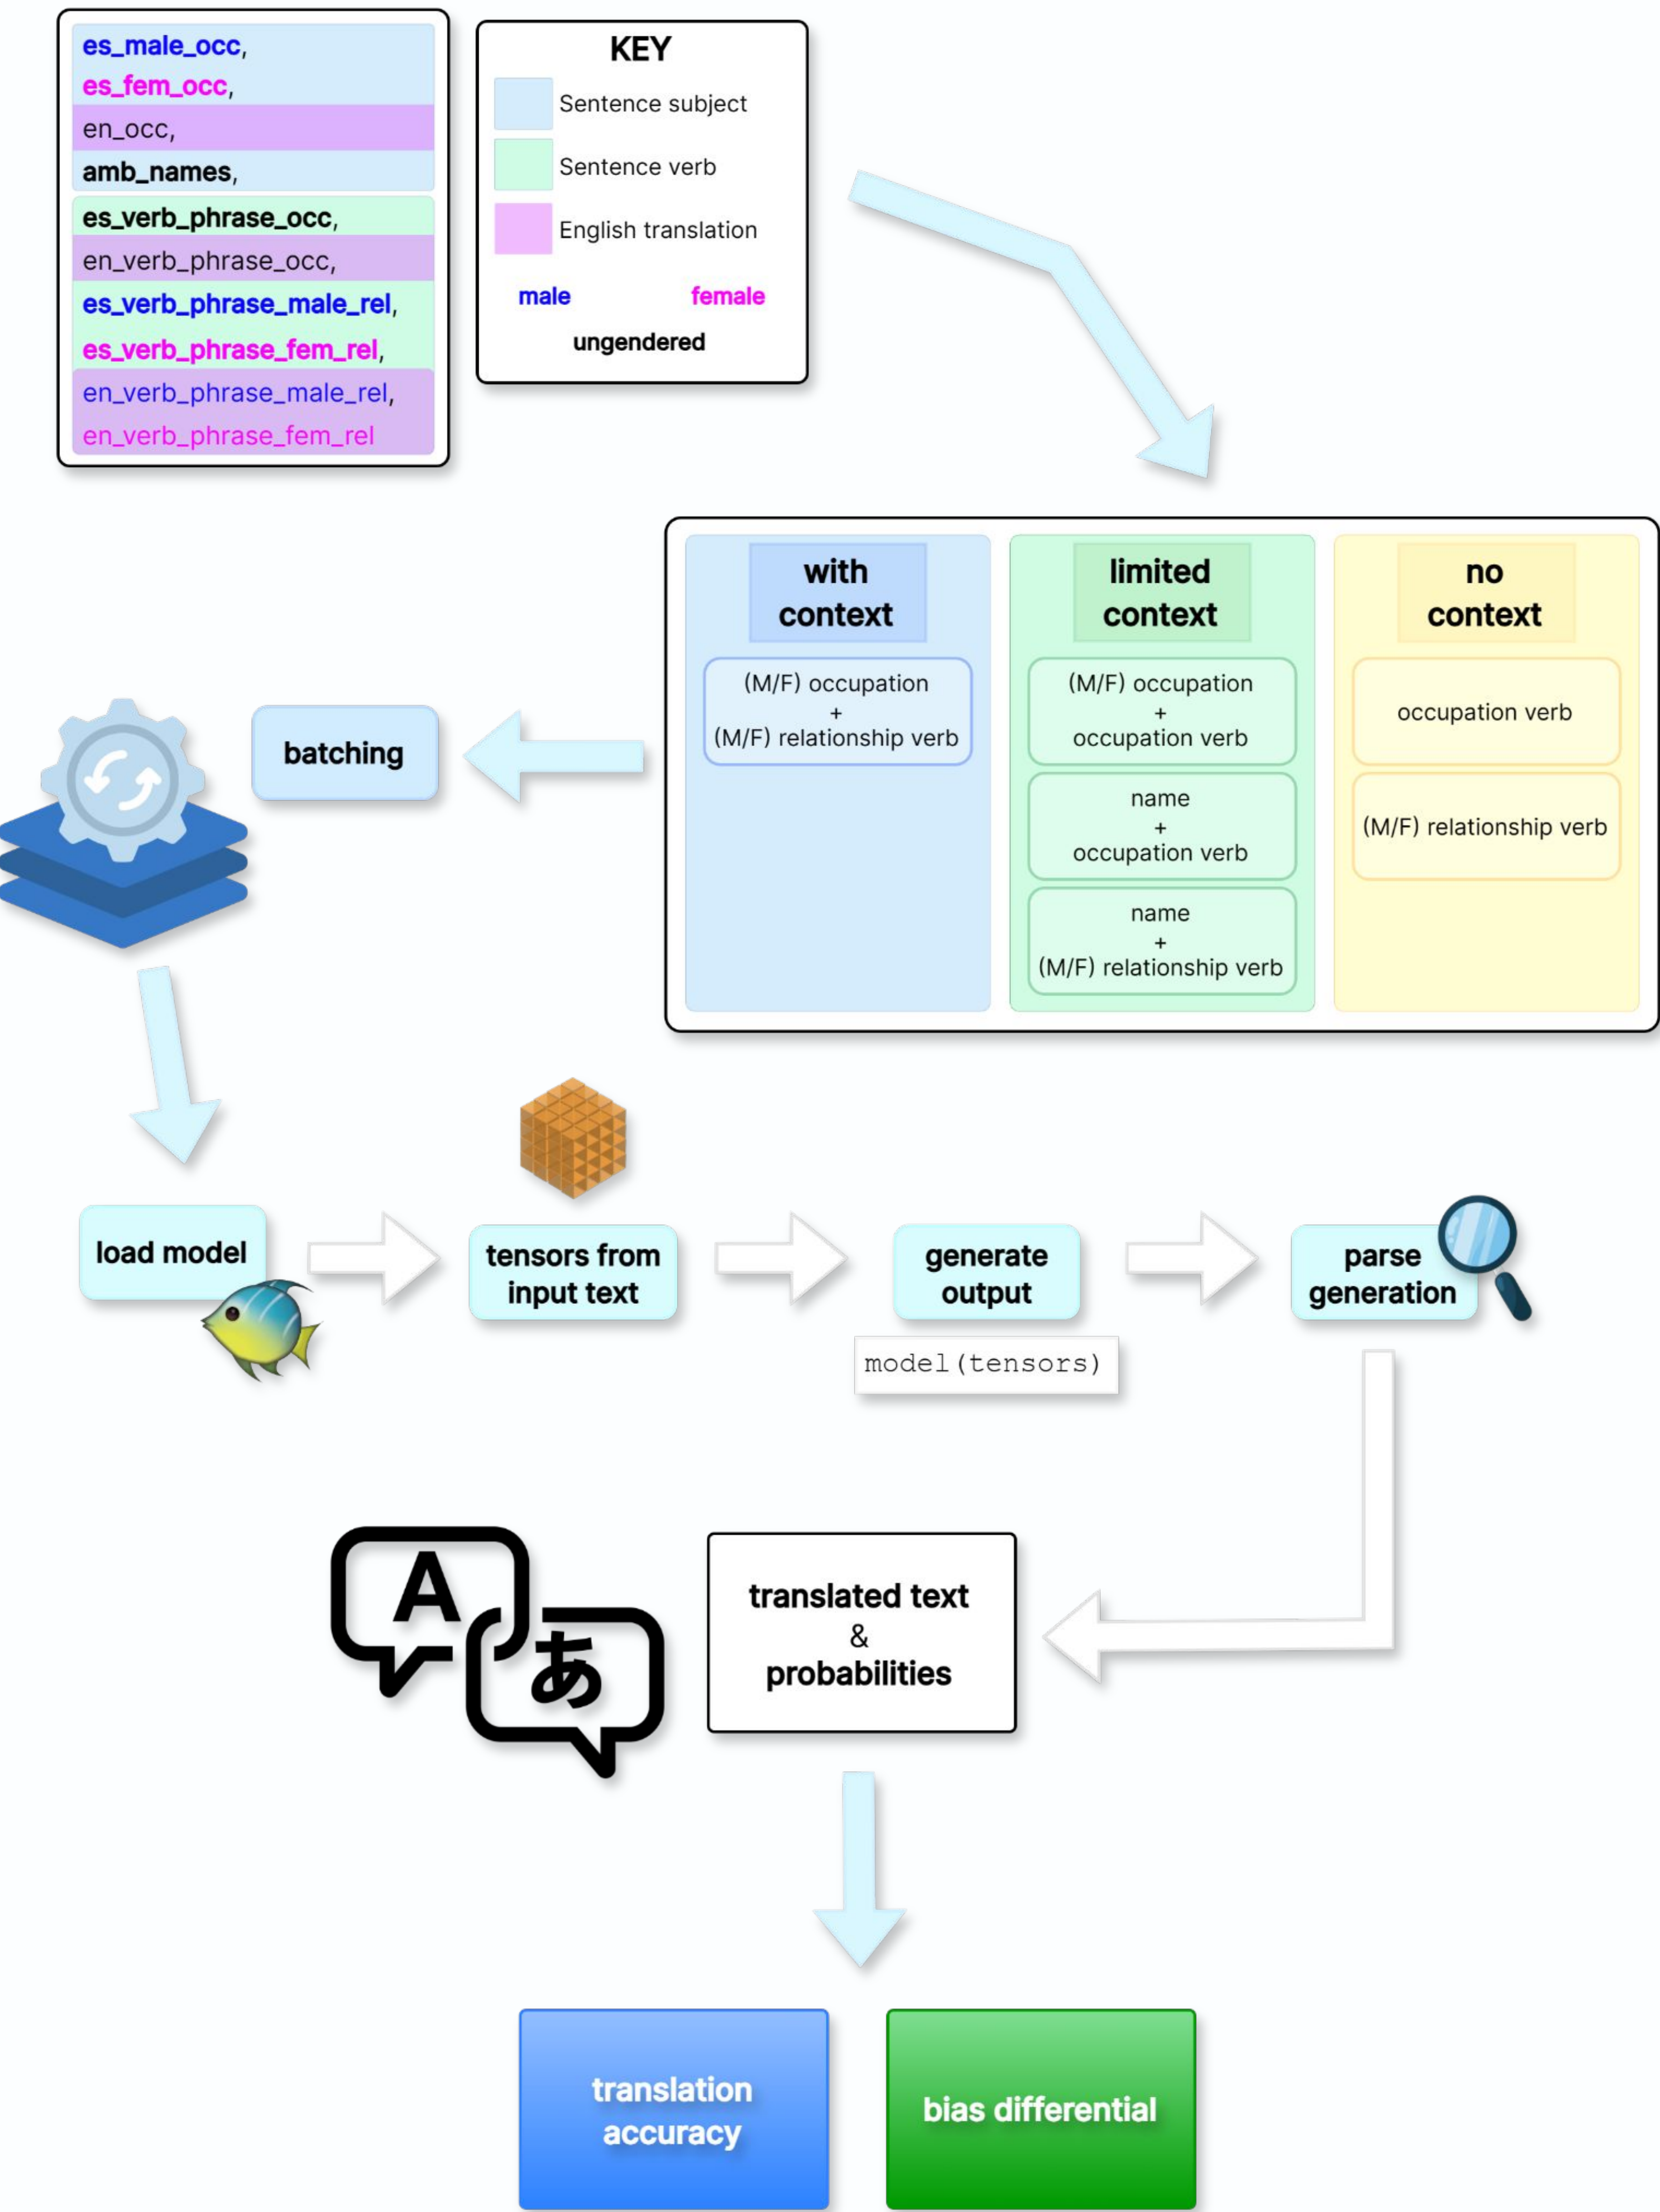 es_male_occ,
es_fem_occ,
en_occ,
amb_names,
es_verb_phrase_occ,
en_verb_phrase_occ,
es_verb_phrase_male_rel,
es_verb_phrase_fem_rel,
en_verb_phrase_male_rel,
en_verb_phrase_fem_rel
KEY
Sentence subject
Sentence verb
English translation
male female
ungendered
with
context
(M/F) occupation
+
(M/F) relationship verb
limited
context
(M/F) occupation
+
occupation verb
name
+
occupation verb
name
+
(M/F) relationship verb
no
context
occupation verb
(M/F) relationship verb
batching
load model
tensors from
input text
generate
output
model(tensors)
parse
generation
A
あ
translated text
&
probabilities
translation
accuracy
bias differential